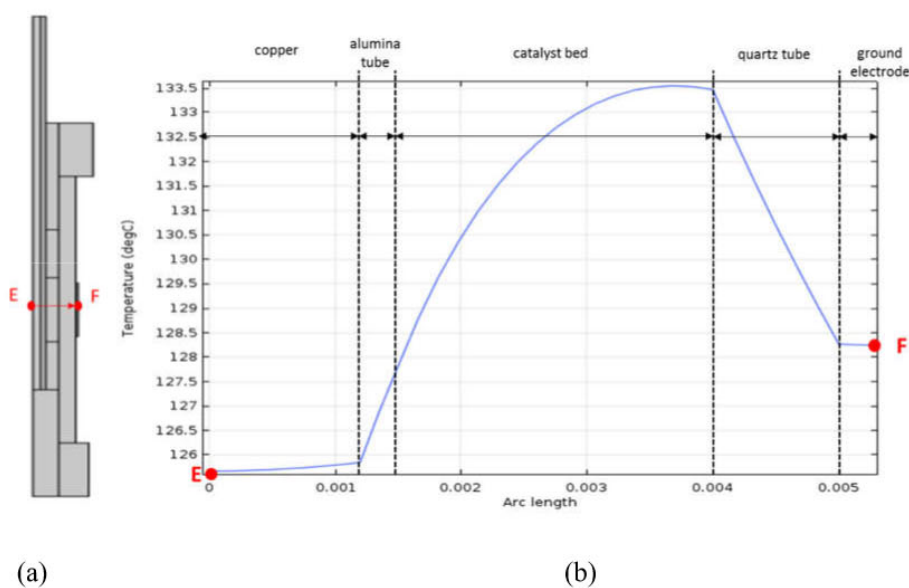 copper
alumina
tube
catalyst bed
quartz tube
ground
electrode
133.5
133
132.5
132
131.5
131
130.5
130
129.5
129
128.5
128
127.5
127
126.5
126
Temperature (degC)
E
F
E
F
0
0.001
0.002
0.003
0.004
0.005
Arc length
(a)
(b)